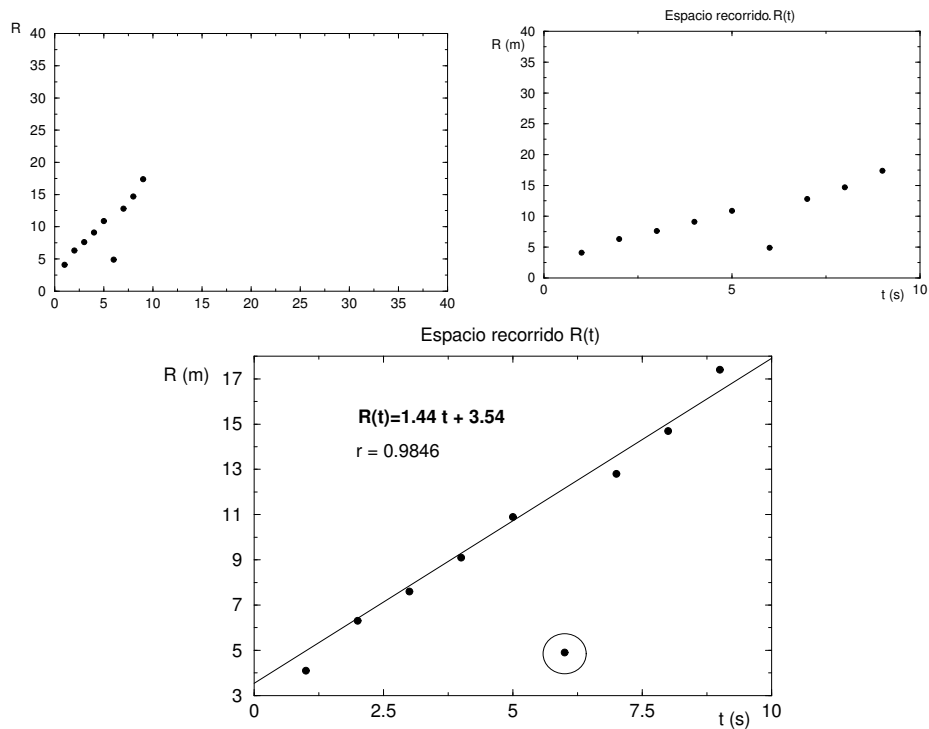 R
40
35
30
25
20
15
10
5
0
0 5 10 15 20 25 30 35 40
Espacio recorrido.R(t)
R (m)
40
35
30
25
20
15
10
5
0
0 5 10
t (s)
Espacio recorrido R(t)
R (m)
17
15
13
11
9
7
5
3
R(t)=1.44 t + 3.54
r = 0.9846
0 2.5 5 7.5 10
t (s)